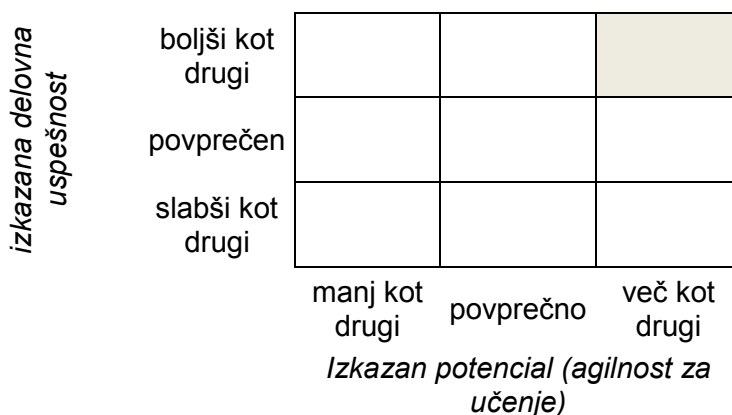 izkazana delovna
uspešnost
boljši kot
drugi
povprečen
slabši kot
drugi
manj kot
drugi
povprečno
več kot
drugi
Izkazan potencial (agilnost za
učenje)